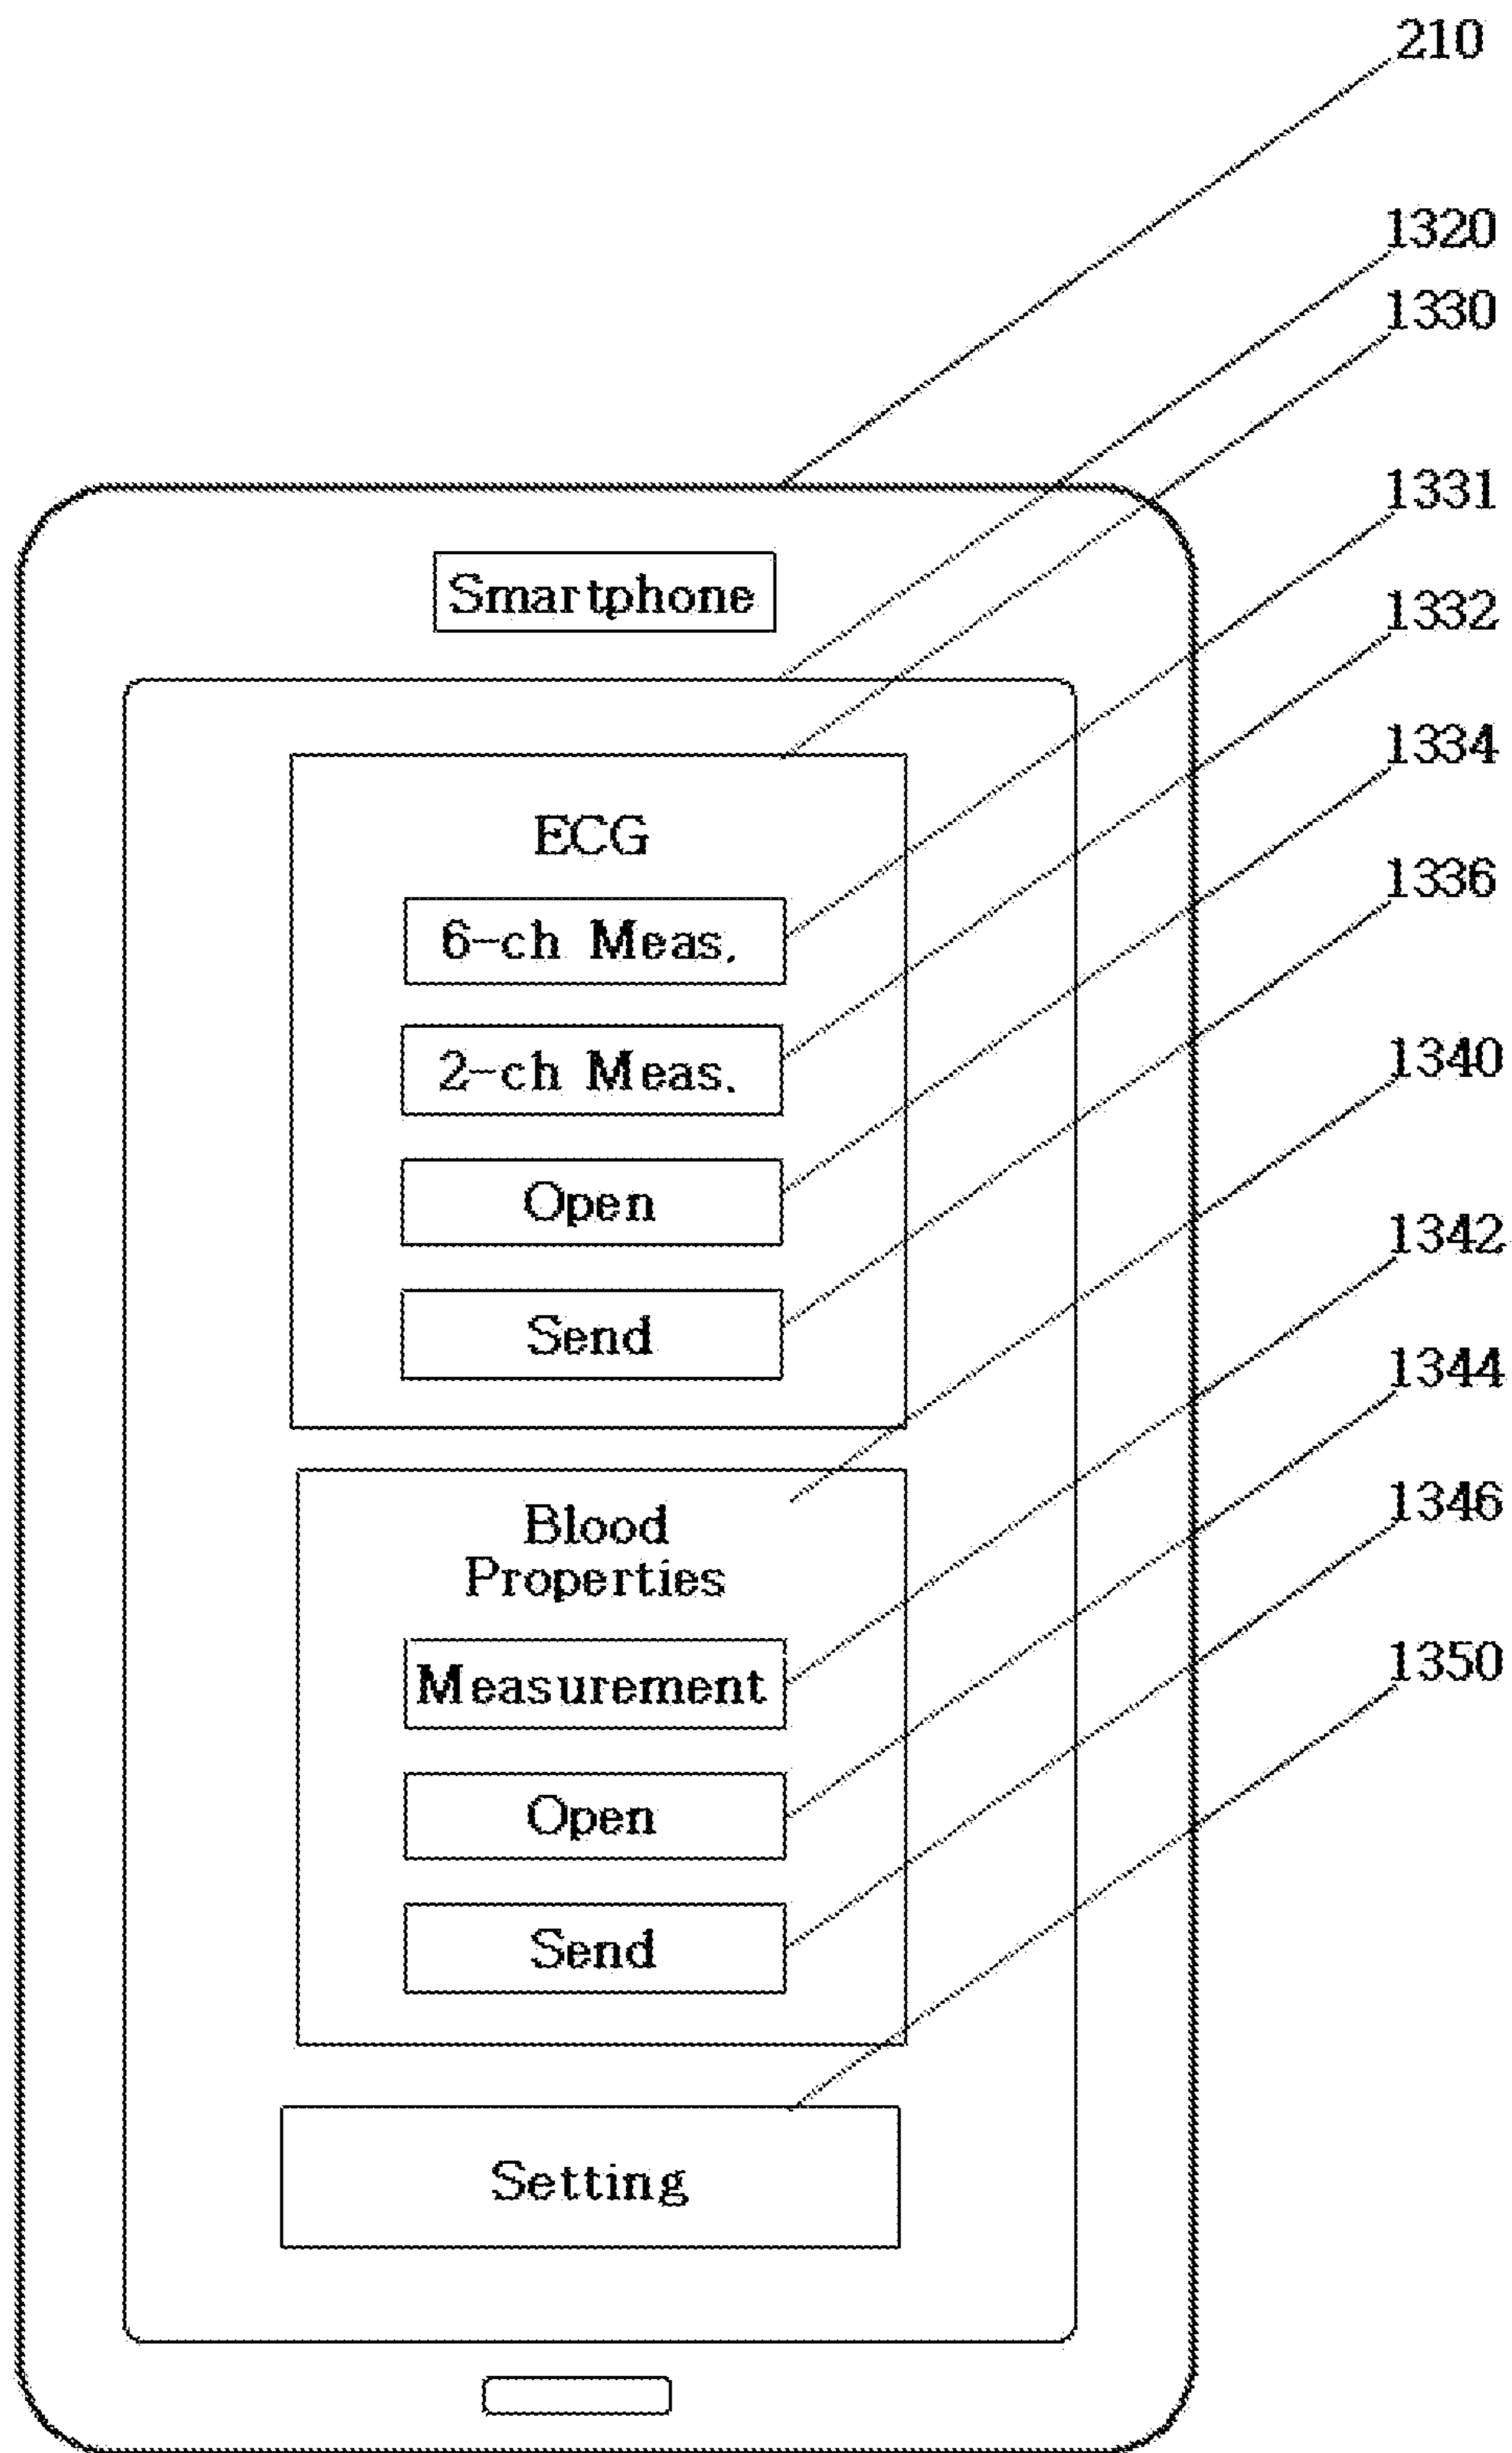 210
1320
1330
1331
1332
1334
1336
1340
1342
1344
1346
1350
Smartphone
ECG
6-ch Meas.
2-ch Meas.
Open
Send
Blood
Properties
Measurement
Open
Send
Setting